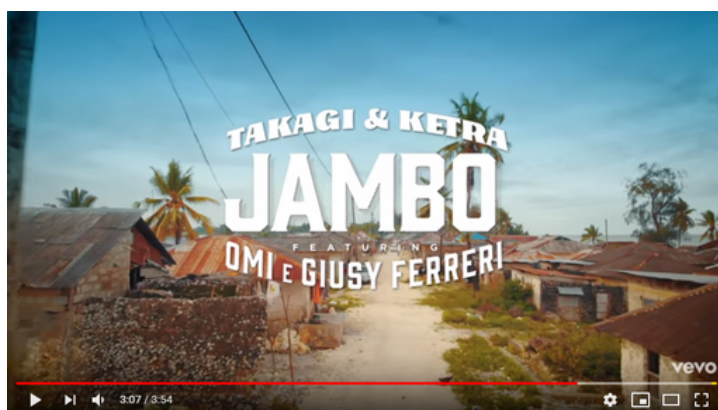 TAKAGI & KETRA
JAMBO
FEATURING
OMI E GIUSY FERRERI
vevo
3:07 / 3:54